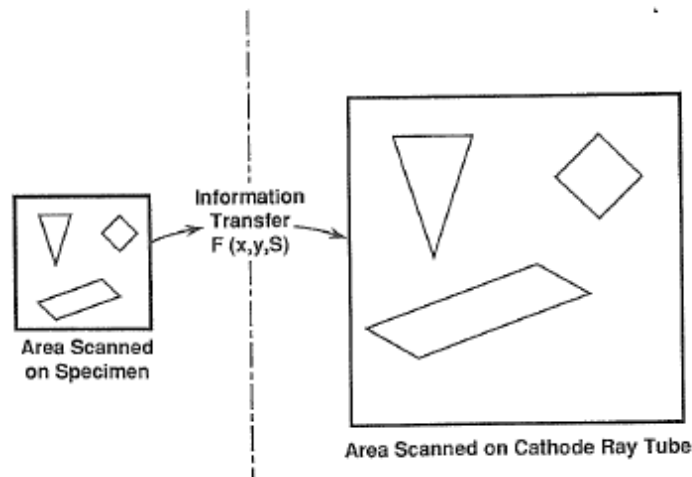 Information
Transfer
F (x,y,S)
Area Scanned
on Specimen
Area Scanned on Cathode Ray Tube